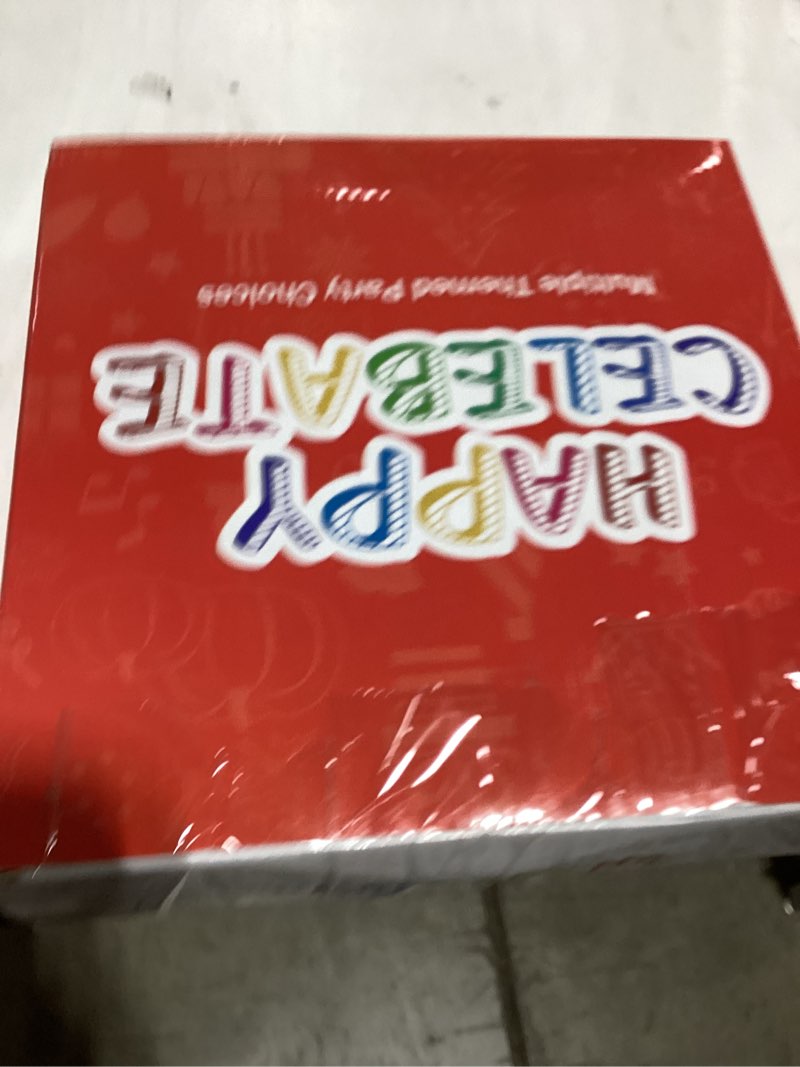 HAPPY
CELEBRATE
Multiple Themed Party Choices